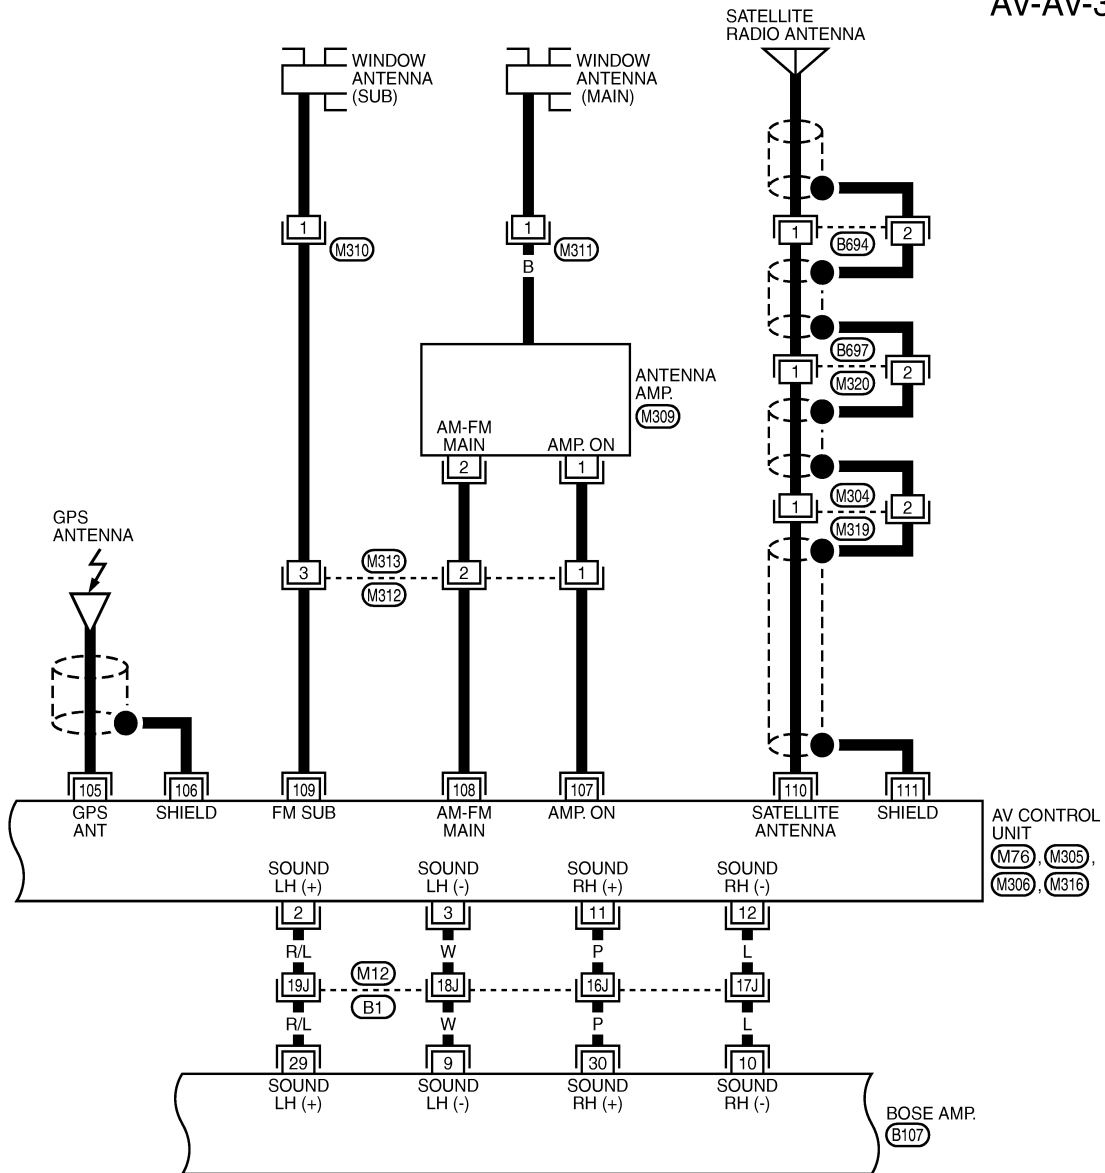 AV-AV-3
SATELLITE
RADIO ANTENNA
WINDOW
ANTENNA
(SUB)
WINDOW
ANTENNA
(MAIN)
1
M310
1
M311
B
1
2
B694
1
2
B697
M320
ANTENNA
AMP.
M309
AM-FM
MAIN
AMP. ON
2
1
1
2
M304
M319
GPS
ANTENNA
3
M313
M312
2
1
105
106
109
108
107
110
111
GPS
ANT
SHIELD
FM SUB
AM-FM
MAIN
AMP. ON
SATELLITE
ANTENNA
SHIELD
AV CONTROL
UNIT
M76 , M305 ,
M306 , M316
SOUND
LH (+)
SOUND
LH (-)
SOUND
RH (+)
SOUND
RH (-)
2
3
11
12
R/L
W
P
L
19J
M12
B1
18J
16J
17J
R/L
W
P
L
29
9
30
10
SOUND
LH (+)
SOUND
LH (-)
SOUND
RH (+)
SOUND
RH (-)
BOSE AMP.
B107